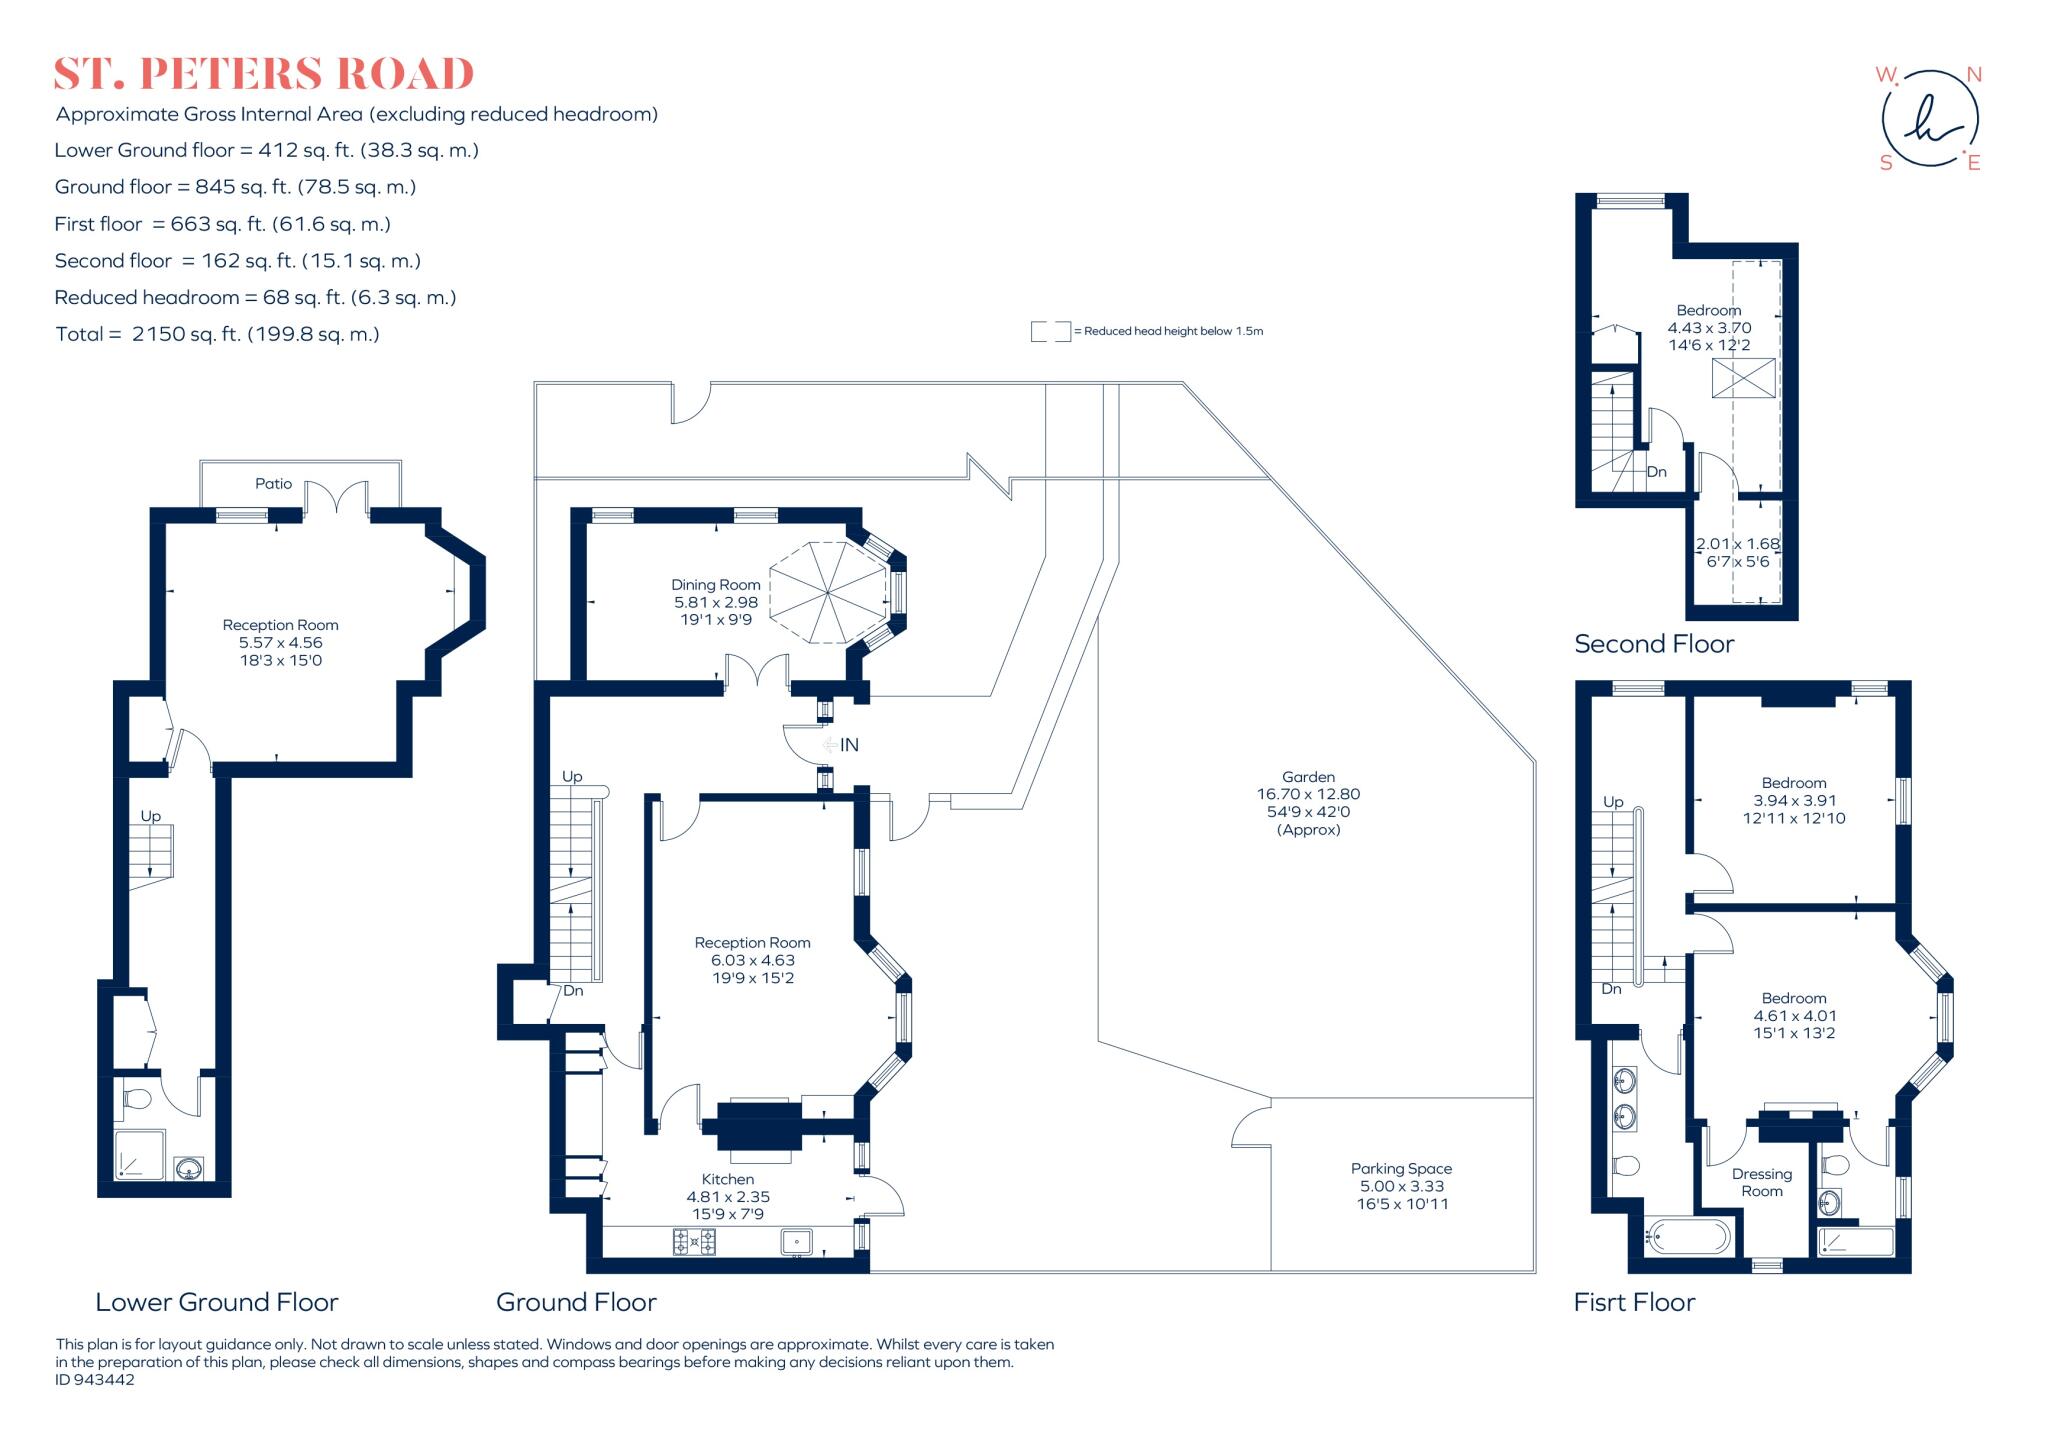 ST. PETERS ROAD
Approximate Gross Internal Area (excluding reduced headroom)
Lower Ground floor = 412 sq. ft. (38.3 sq. m.)
Ground floor = 845 sq. ft. (78.5 sq. m.)
First floor = 663 sq. ft. (61.6 sq. m.)
Second floor = 162 sq. ft. (15.1 sq. m.)
Reduced headroom = 68 sq. ft. (6.3 sq. m.)
Total = 2150 sq. ft. (199.8 sq. m.)
W N
h
S E
= Reduced head height below 1.5m
Patio
Reception Room
5.57 x 4.56
18'3 x 15'0
Up
Lower Ground Floor
Dining Room
5.81 x 2.98
19'1 x 9'9
IN
Up
Reception Room
6.03 x 4.63
19'9 x 15'2
Dn
Kitchen
4.81 x 2.35
15'9 x 7'9
Ground Floor
Garden
16.70 x 12.80
54'9 x 42'0
(Approx)
Parking Space
5.00 x 3.33
16'5 x 10'11
Bedroom
4.43 x 3.70
14'6 x 12'2
Dn
2.01 x 1.68
6'7 x 5'6
Second Floor
Bedroom
3.94 x 3.91
12'11 x 12'10
Up
Dn
Bedroom
4.61 x 4.01
15'1 x 13'2
Dressing
Room
Fisrt Floor
This plan is for layout guidance only. Not drawn to scale unless stated. Windows and door openings are approximate. Whilst every care is taken
in the preparation of this plan, please check all dimensions, shapes and compass bearings before making any decisions reliant upon them.
ID 943442